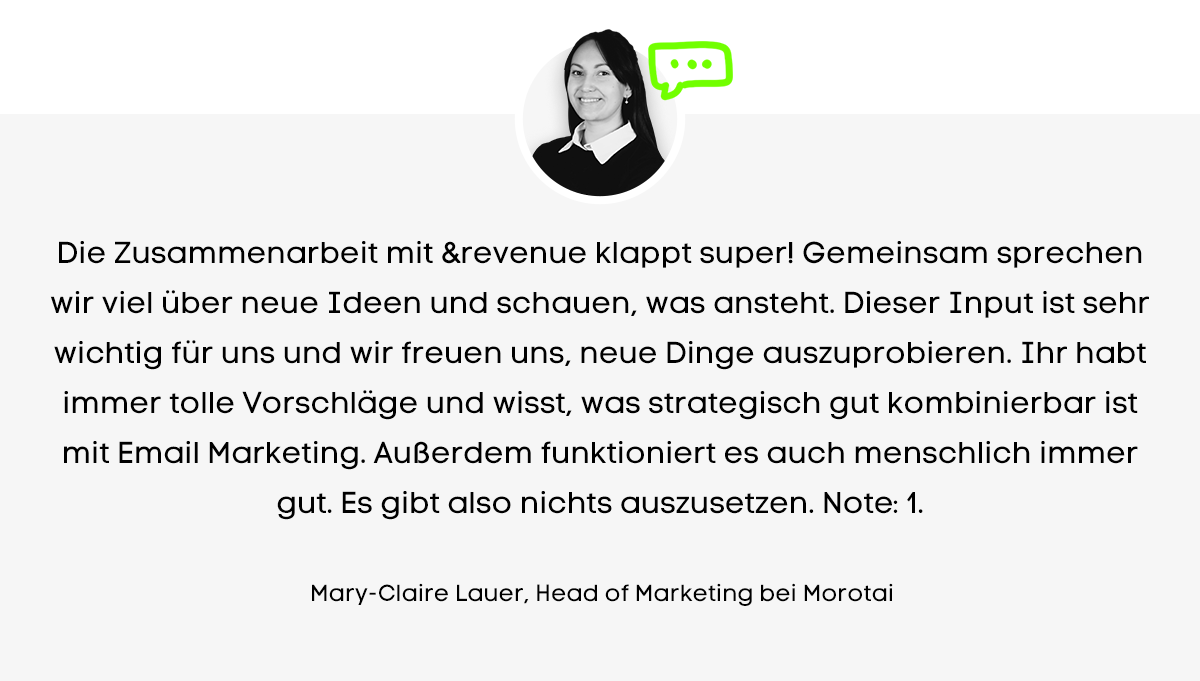 Die Zusammenarbeit mit &revenue klappt super! Gemeinsam sprechen
wir viel über neue Ideen und schauen, was ansteht. Dieser Input ist sehr
wichtig für uns und wir freuen uns, neue Dinge auszuprobieren. Ihr habt
immer tolle Vorschläge und wisst, was strategisch gut kombinierbar ist
mit Email Marketing. Außerdem funktioniert es auch menschlich immer
gut. Es gibt also nichts auszusetzen. Note: 1.
Mary-Claire Lauer, Head of Marketing bei Morotai